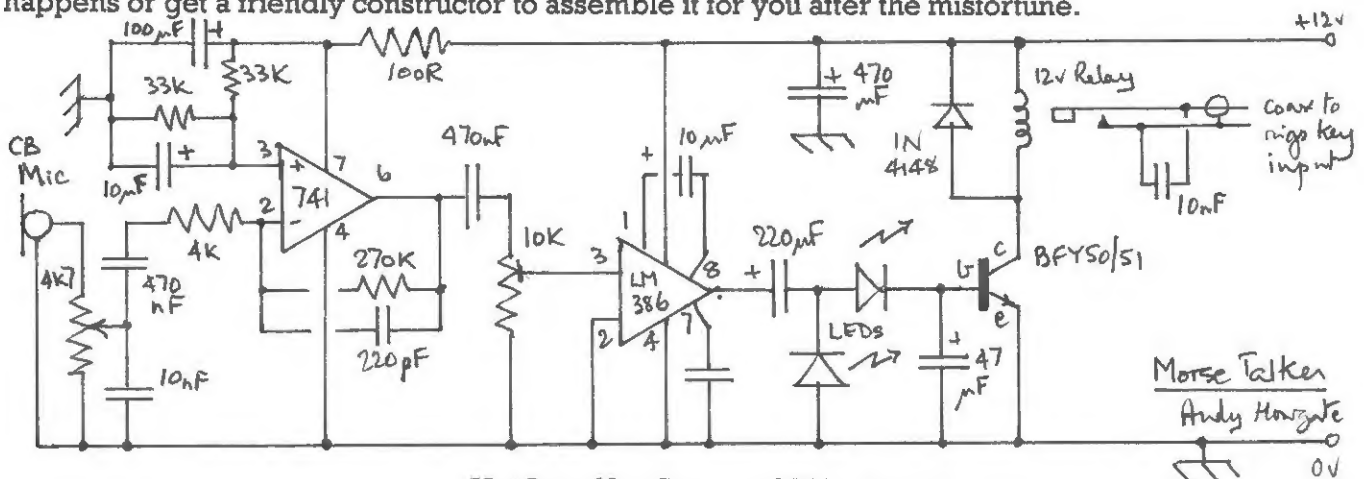 happens or get a friendly constructor to assemble it for you after the misfortune.
+12v
100μF +
33K
100R
33K
+ 470
μF
12v Relay
coax to
rigs key
input
CB
Mic
10μF
+
470nF
10μF
+
1N
4148
10nF
3
+
7
741
6
2
-
4
4K
10K
1
3
8
LM
386
2
4
7
220μF
+
b
c
e
BFY50/51
4K7
470
nF
270K
220pF
LEDs
+
47
μF
10nF
Morse Talker
Andy Howgate
0V